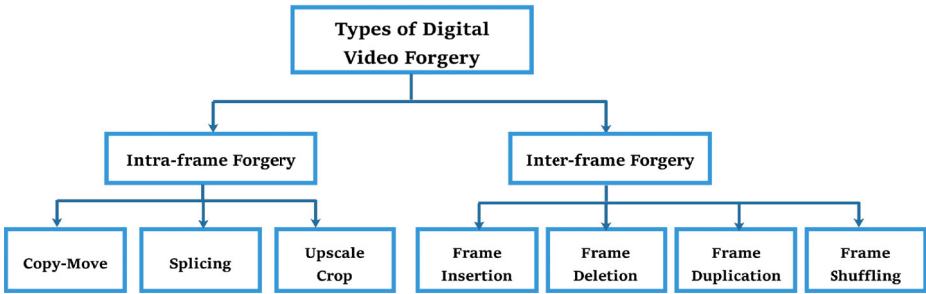 Types of Digital
Video Forgery
Intra-frame Forgery
Inter-frame Forgery
Copy-Move
Splicing
Upscale
Crop
Frame
Insertion
Frame
Deletion
Frame
Duplication
Frame
Shuffling